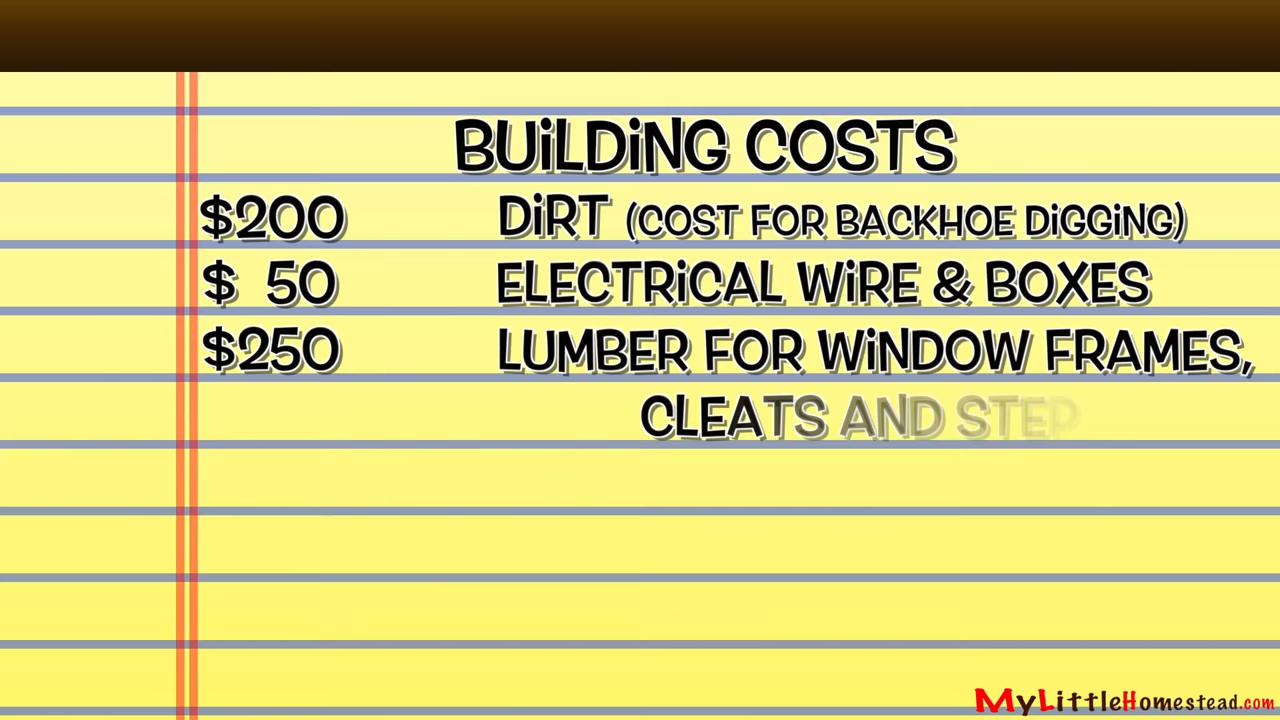 BUiLDiNG COSTS
$200 DiRT (COST FOR BACKHOE DiGGiNG)
$ 50 ELECTRiCAL WiRE & BOXES
$250 LUMBER FOR WiNDOW FRAMES,
CLEATS AND STEP
MyLittleHomestead.com